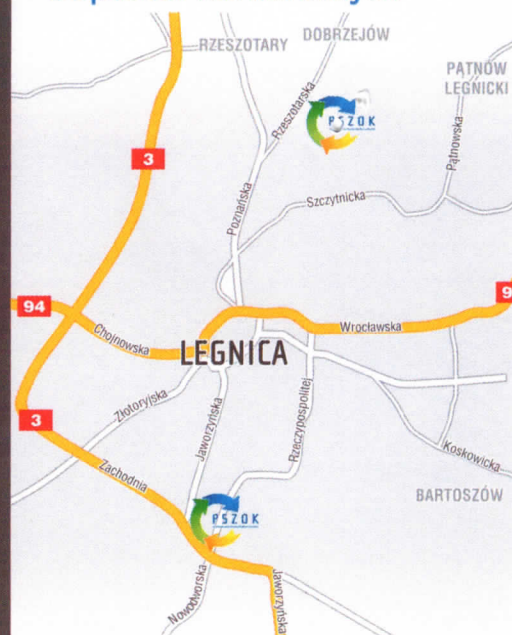 RZESZOTARY
DOBRZEJÓW
PĄTNÓW
LEGNICKI
Rzeszotarska
PSZOK
3
Pątnowska
Poznańska
Szczytnicka
94
9
Chojnowska
Wrocławska
LEGNICA
Złotoryjska
3
Jaworzyńska
Rzeczypospolitej
Koskowicka
Zachodnia
BARTOSZÓW
PSZOK
Nowodworska
Jaworzyńska